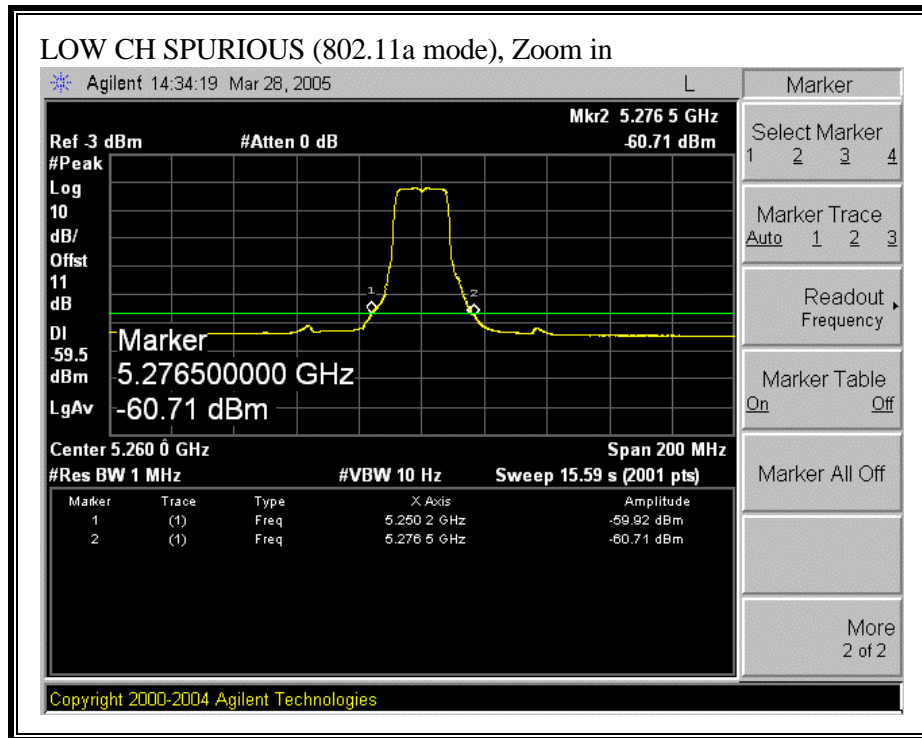 LOW CH SPURIOUS (802.11a mode), Zoom in
Agilent 14:34:19 Mar 28, 2005 L
Mkr2 5.276 5 GHz
Ref -3 dBm #Atten 0 dB -60.71 dBm
#Peak
Log
10
dB/
Offst
11
dB
DI
-59.5
dBm
LgAv
1
2
Marker
5.276500000 GHz
-60.71 dBm
Center 5.260 0̂ GHz Span 200 MHz
#Res BW 1 MHz #VBW 10 Hz Sweep 15.59 s (2001 pts)
Marker Trace Type X Axis Amplitude
1 (1) Freq 5.250 2 GHz -59.92 dBm
2 (1) Freq 5.276 5 GHz -60.71 dBm
Copyright 2000-2004 Agilent Technologies
Marker
Select Marker
1 2 3 4
Marker Trace
Auto 1 2 3
Readout
Frequency
Marker Table
On Off
Marker All Off
More
2 of 2